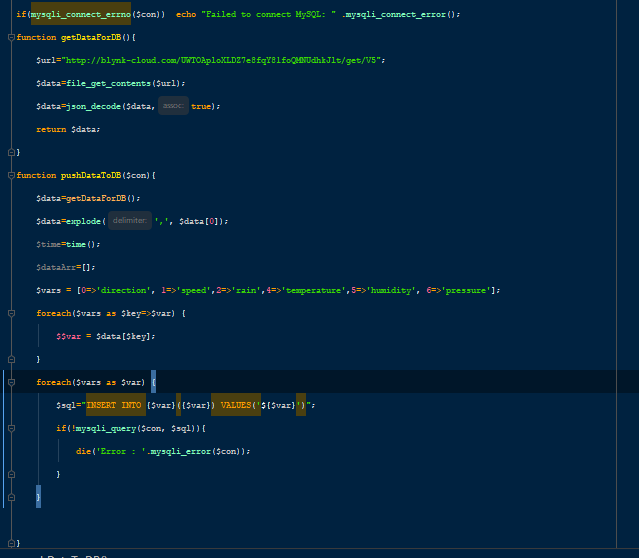 if(mysqli_connect_errno($con))  echo "Failed to connect MySQL: " .mysqli_connect_error();
function getDataForDB(){
$url="http://blynk-cloud.com/UWTOAploXLDZ7e8fqY8lfoQMNUdhkJlt/get/V5";
$data=file_get_contents($url);
$data=json_decode($data, assoc: true);
return $data;
}
function pushDataToDB($con){
$data=getDataForDB();
$data=explode( delimiter: ',', $data[0]);
$time=time();
$dataArr=[];
$vars = [0=>'direction', 1=>'speed',2=>'rain',4=>'temperature',5=>'humidity', 6=>'pressure'];
foreach($vars as $key=>$var) {
$$var = $data[$key];
}
foreach($vars as $var) {
$sql="INSERT INTO {$var}({$var}) VALUES('${$var}')";
if(!mysqli_query($con, $sql)){
die('Error : '.mysqli_error($con));
}
}
}